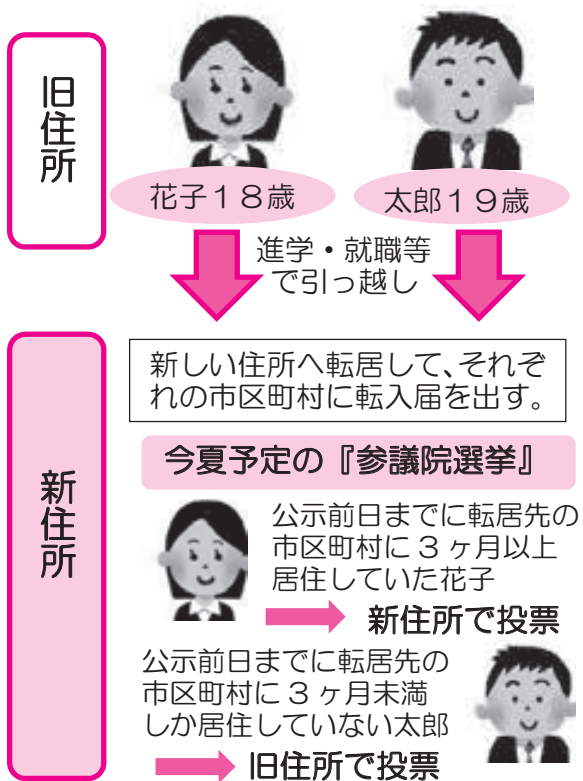 旧住所
花子18歳
太郎19歳
進学・就職等
で引っ越し
新住所
新しい住所へ転居して、それぞ
れの市区町村に転入届を出す。
今夏予定の『参議院選挙』
公示前日までに転居先の
市区町村に3ヶ月以上
居住していた花子
新住所で投票
公示前日までに転居先の
市区町村に3ヶ月未満
しか居住していない太郎
旧住所で投票